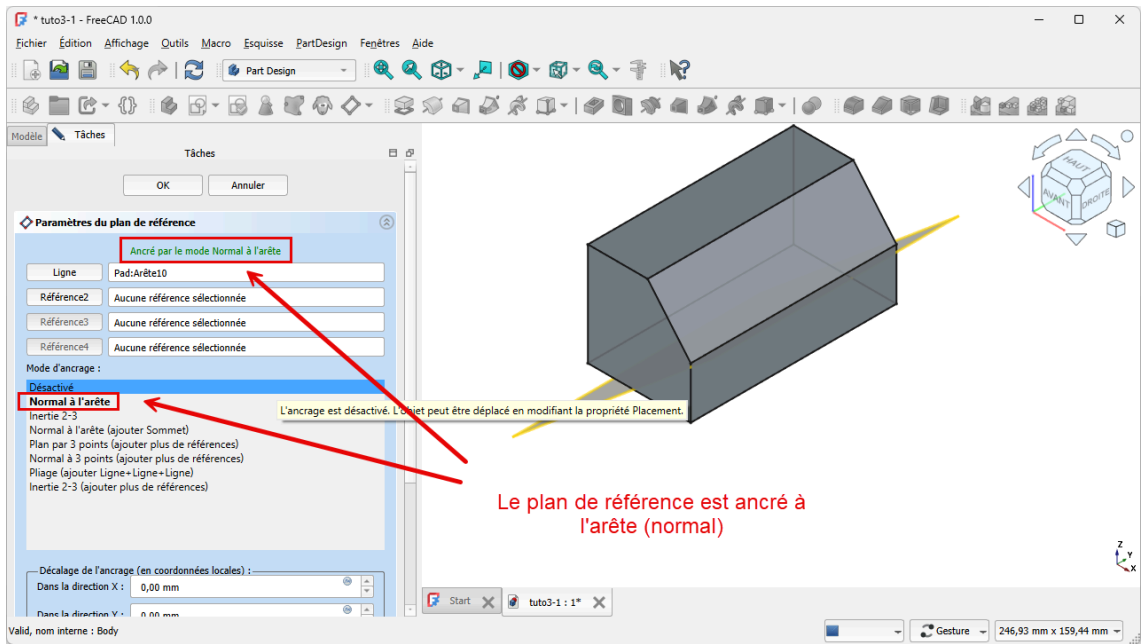 * tuto3-1 - FreeCAD 1.0.0
Fichier Édition Affichage Outils Macro Esquisse PartDesign Fenêtres Aide
Part Design
Modèle Tâches
Tâches
OK Annuler
Paramètres du plan de référence
Ancré par le mode Normal à l'arête
Ligne Pad:Arête10
Référence2 Aucune référence sélectionnée
Référence3 Aucune référence sélectionnée
Référence4 Aucune référence sélectionnée
Mode d'ancrage :
Désactivé
Normal à l'arête
Inertie 2-3
Normal à l'arête (ajouter Sommet)
Plan par 3 points (ajouter plus de références)
Normal à 3 points (ajouter plus de références)
Pliage (ajouter Ligne+Ligne+Ligne)
Inertie 2-3 (ajouter plus de références)
L'ancrage est désactivé. L'objet peut être déplacé en modifiant la propriété Placement.
HAUT
AVANT DROITE
Le plan de référence est ancré à
l'arête (normal)
Z
Y
X
Décalage de l'ancrage (en coordonnées locales) :
Dans la direction X : 0,00 mm
Dans la direction Y : 0,00 mm
Start tuto3-1 : 1*
Valid, nom interne : Body
Gesture 246,93 mm x 159,44 mm